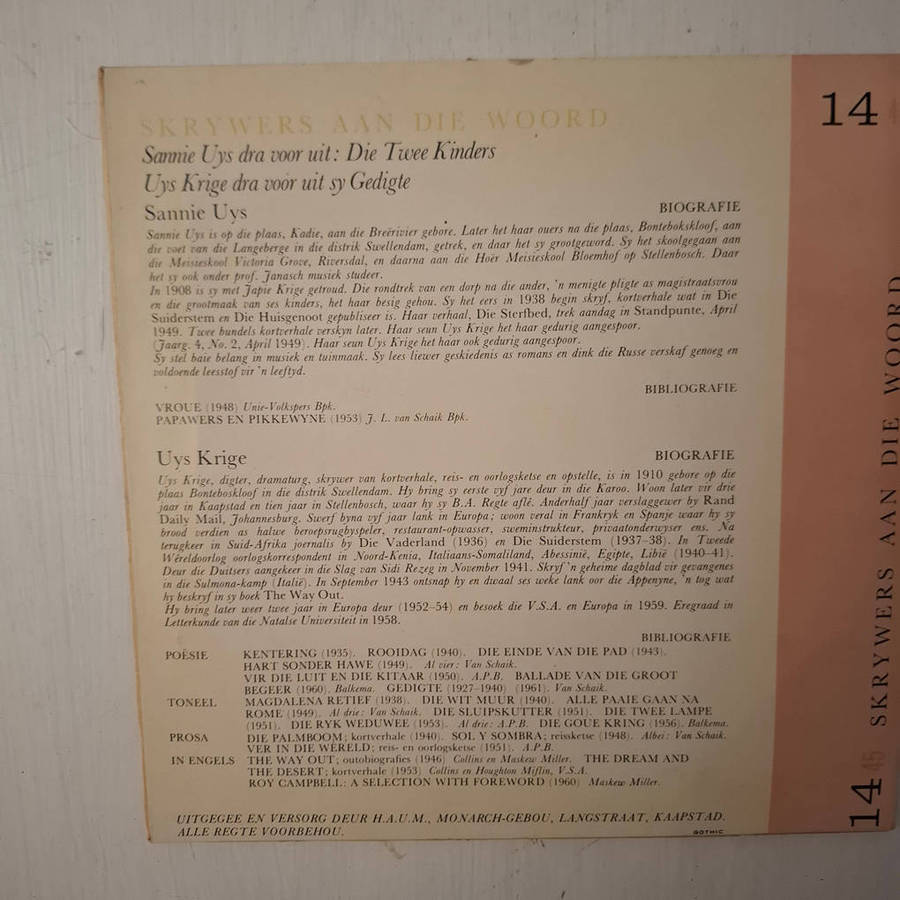 SKRYWERS AAN DIE WOORD
Sannie Uys dra voor uit: Die Twee Kinders
Uys Krige dra voor uit sy Gedigte
Sannie Uys
BIOGRAFIE
Sannie Uys is op die plaas, Kadie, aan die Breërivier gebore. Later het haar ouers na die plaas, Bontebokskloof, aan
die voet van die Langeberge in die distrik Swellendam, getrek, en daar het sy grootgeword. Sy het skoolgegaan aan
die Meisieskool Victoria Grove, Riversdal, en daarna aan die Hoër Meisieskool Bloemhof op Stellenbosch. Daar
het sy ook onder prof. Janasch musiek studeer.
In 1908 is sy met Japie Krige getroud. Die rondtrek van een dorp na die ander, 'n menigte pligte as magistraatsvrou
en die grootmaak van ses kinders, het haar besig gehou. Sy het eers in 1938 begin skryf, kortverhale wat in Die
Suiderstem en Die Huisgenoot gepubliseer is. Haar verhaal, Die Sterfbed, trek aandag in Standpunte, April
1949. Twee bundels kortverhale verskyn later. Haar seun Uys Krige het haar gedurig aangespoor.
(Jaarg. 4, No. 2, April 1949). Haar seun Uys Krige het haar ook gedurig aangespoor.
Sy stel baie belang in musiek en tuinmaak. Sy lees liewer geskiedenis as romans en dink die Russe verskaf genoeg en
voldoende leesstof vir 'n leeftyd.
BIBLIOGRAFIE
VROUE (1948) Unie-Volkspers Bpk.
PAPAWERS EN PIKKEWYNE (1953) J. L. van Schaik Bpk.
Uys Krige
BIOGRAFIE
Uys Krige, digter, dramaturg, skrywer van kortverhale, reis- en oorlogsketse en opstelle, is in 1910 gebore op die
plaas Bonteboskloof in die distrik Swellendam. Hy bring sy eerste vyf jare deur in die Karoo. Woon later vir drie
jaar in Kaapstad en tien jaar in Stellenbosch, waar hy sy B.A. Regte aflê. Anderhalf jaar verslaggewer by Rand
Daily Mail, Johannesburg. Swerf byna vyf jaar lank in Europa; woon veral in Frankryk en Spanje waar hy sy
brood verdien as halwe beroepsrugbyspeler, restaurant-opwasser, sweminstrukteur, privaatonderwyser ens. Na
terugkeer in Suid-Afrika joernalis by Die Vaderland (1936) en Die Suiderstem (1937–38). In Tweede
Wêreldoorlog oorlogskorrespondent in Noord-Kenia, Italiaans-Somaliland, Abessinië, Egipte, Libië (1940–41).
Deur die Duitsers aangekeer in die Slag van Sidi Rezeg in November 1941. Skryf 'n geheime dagblad vir gevangenes
in die Sulmona-kamp (Italië). In September 1943 ontsnap hy en dwaal ses weke lank oor die Appenyne, 'n tog wat
hy beskryf in sy boek The Way Out.
Hy bring later weer twee jaar in Europa deur (1952–54) en besoek die V.S.A. en Europa in 1959. Eregraad in
Letterkunde van die Natalse Universiteit in 1958.
BIBLIOGRAFIE
POËSIE KENTERING (1935). ROOIDAG (1940). DIE EINDE VAN DIE PAD (1943).
HART SONDER HAWE (1949). Al vier: Van Schaik.
VIR DIE LUIT EN DIE KITAAR (1950). A.P.B. BALLADE VAN DIE GROOT
BEGEER (1960). Balkema. GEDIGTE (1927–1940) (1961). Van Schaik.
TONEEL MAGDALENA RETIEF (1938). DIE WIT MUUR (1940). ALLE PAAIE GAAN NA
ROME (1949). Al drie: Van Schaik. DIE SLUIPSKUTTER (1951). DIE TWEE LAMPE
(1951). DIE RYK WEDUWEE (1953). Al drie: A.P.B. DIE GOUE KRING (1956). Balkema.
PROSA DIE PALMBOOM; kortverhale (1940). SOL Y SOMBRA; reissketse (1948). Albei: Van Schaik.
VER IN DIE WÊRELD; reis- en oorlogsketse (1951). A.P.B.
IN ENGELS THE WAY OUT; outobiografies (1946) Collins en Maskew Miller. THE DREAM AND
THE DESERT; kortverhale (1953) Collins en Houghton Mifflin, V.S.A.
ROY CAMPBELL: A SELECTION WITH FOREWORD (1960) Maskew Miller.
UITGEGEE EN VERSORG DEUR H.A.U.M., MONARCH-GEBOU, LANGSTRAAT, KAAPSTAD.
ALLE REGTE VOORBEHOU.
GOTHIC
14
14 45 SKRYWERS AAN DIE WOORD